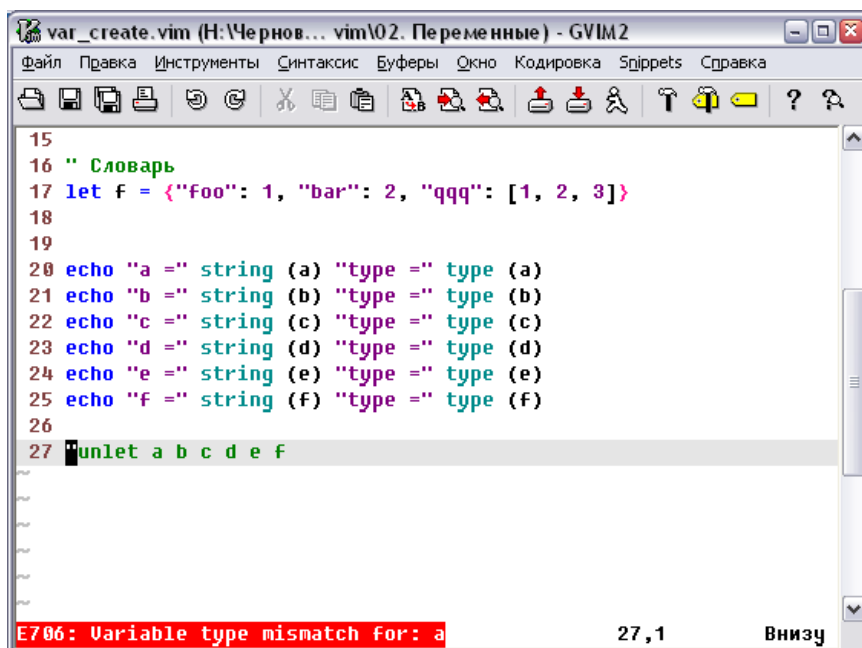 var_create.vim (H:\Чернов... vim\02. Переменные) - GVIM2
Файл Правка Инструменты Синтаксис Буферы Окно Кодировка Snippets Справка
15
16 " Словарь
17 let f = {"foo": 1, "bar": 2, "qqq": [1, 2, 3]}
18
19
20 echo "a =" string (a) "type =" type (a)
21 echo "b =" string (b) "type =" type (b)
22 echo "c =" string (c) "type =" type (c)
23 echo "d =" string (d) "type =" type (d)
24 echo "e =" string (e) "type =" type (e)
25 echo "f =" string (f) "type =" type (f)
26
27 "unlet a b c d e f
~
~
~
~
~
~
E706: Variable type mismatch for: a 27,1 Внизу